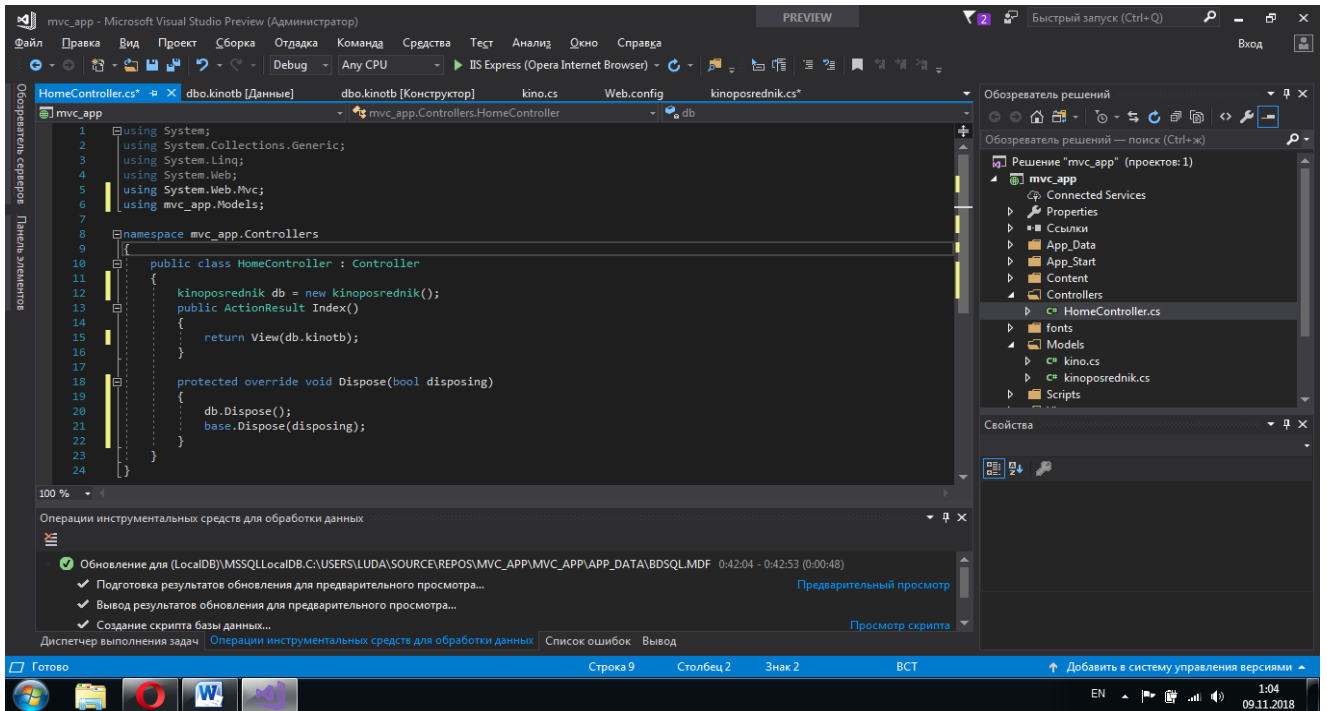 mvc_app - Microsoft Visual Studio Preview (Администратор)
PREVIEW
2
Быстрый запуск (Ctrl+Q)
Файл Правка Вид Проект Сборка Отладка Команда Средства Тест Анализ Окно Справка
Вход
Debug Any CPU IIS Express (Opera Internet Browser)
Обозреватель серверов
Панель элементов
HomeController.cs* dbo.kinotb [Данные] dbo.kinotb [Конструктор] kino.cs Web.config kinoposrednik.cs*
mvc_app mvc_app.Controllers.HomeController db
1 using System;
2 using System.Collections.Generic;
3 using System.Linq;
4 using System.Web;
5 using System.Web.Mvc;
6 using mvc_app.Models;
7
8 namespace mvc_app.Controllers
9 {
10 public class HomeController : Controller
11 {
12 kinoposrednik db = new kinoposrednik();
13 public ActionResult Index()
14 {
15 return View(db.kinotb);
16 }
17
18 protected override void Dispose(bool disposing)
19 {
20 db.Dispose();
21 base.Dispose(disposing);
22 }
23 }
24 }
100 %
Операции инструментальных средств для обработки данных
Обновление для (LocalDB)\MSSQLLocalDB.C:\USERS\LUDA\SOURCE\REPOS\MVC_APP\MVC_APP\APP_DATA\BDSQL.MDF 0:42:04 - 0:42:53 (0:00:48)
Подготовка результатов обновления для предварительного просмотра... Предварительный просмотр
Вывод результатов обновления для предварительного просмотра...
Создание скрипта базы данных... Просмотр скрипта
Диспетчер выполнения задач Операции инструментальных средств для обработки данных Список ошибок Вывод
Обозреватель решений
Обозреватель решений — поиск (Ctrl+ж)
Решение "mvc_app" (проектов: 1)
mvc_app
Connected Services
Properties
Ссылки
App_Data
App_Start
Content
Controllers
C# HomeController.cs
fonts
Models
C# kino.cs
C# kinoposrednik.cs
Scripts
Свойства
Готово Строка 9 Столбец 2 Знак 2 ВСТ Добавить в систему управления версиями
EN
1:04
09.11.2018